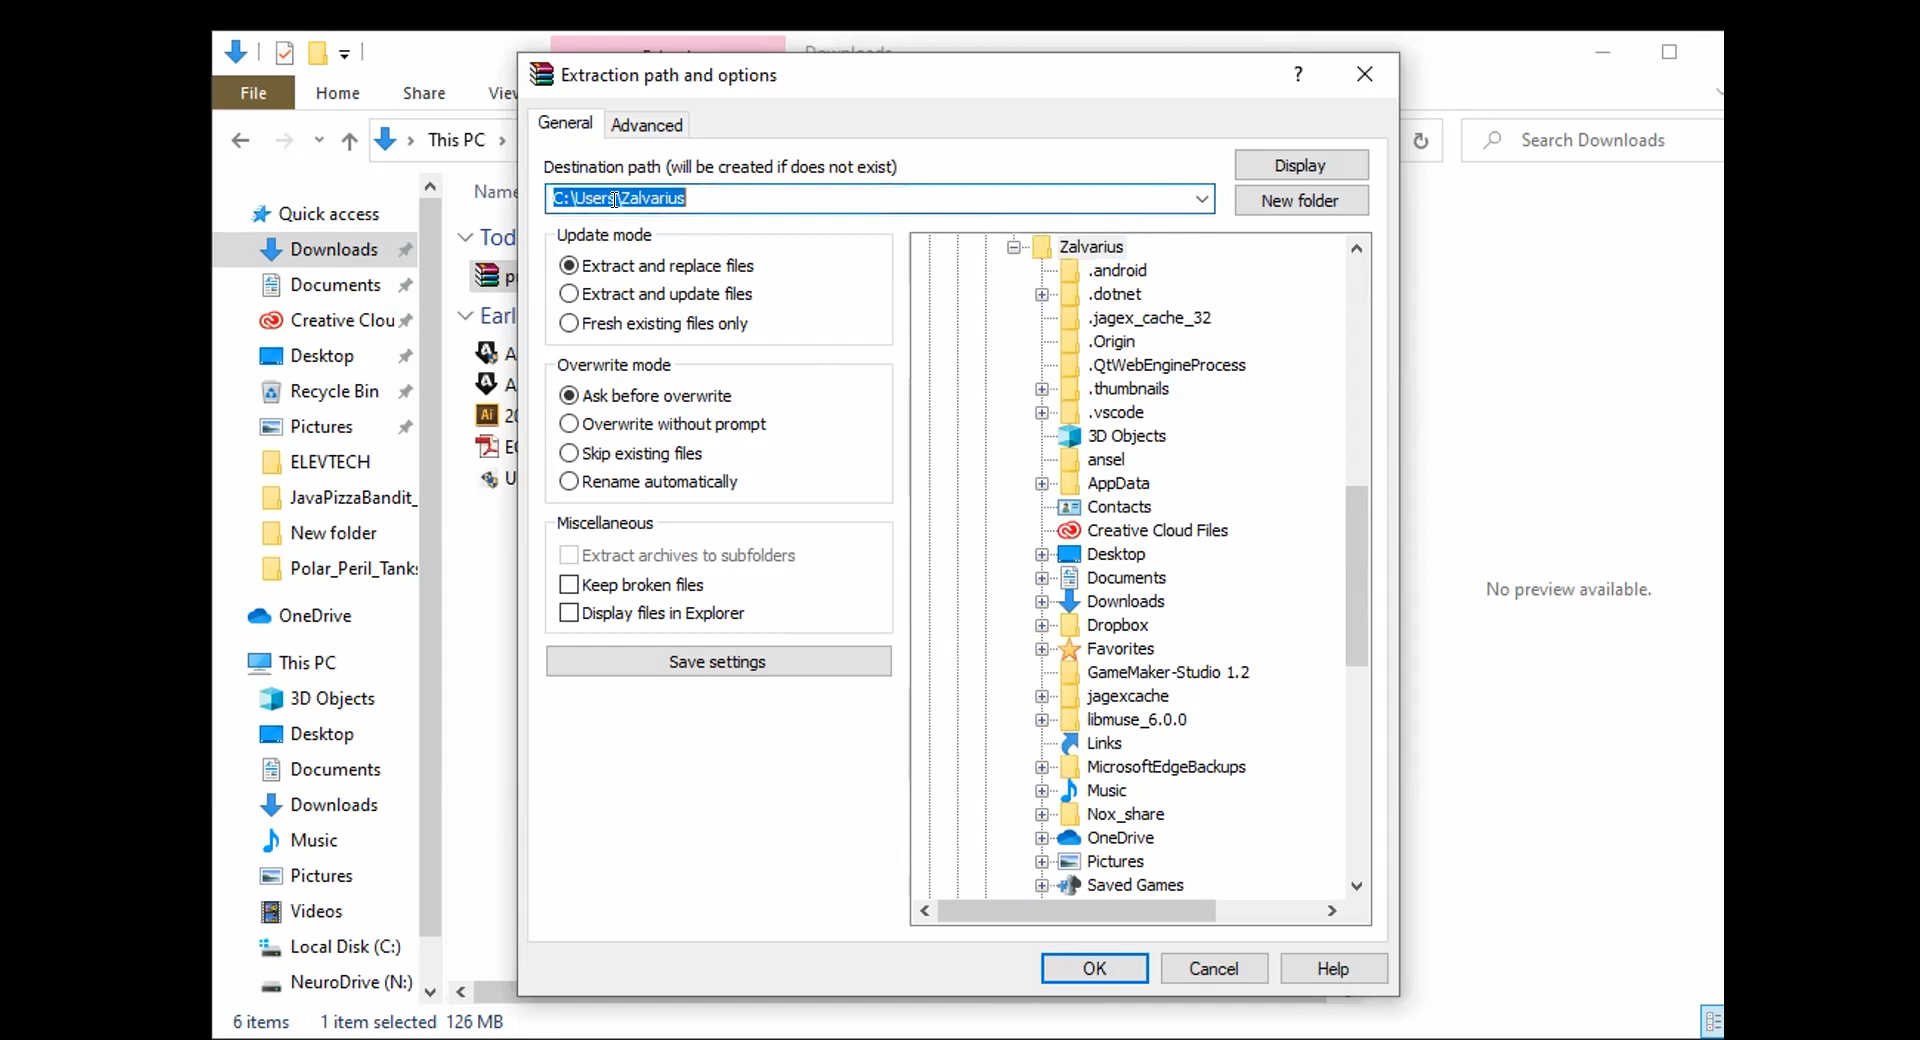 Downloads
File
Home
Share
This PC
Search Downloads
Name
Quick access
Downloads
Documents
Creative Clou
Desktop
Recycle Bin
Pictures
ELEVTECH
JavaPizzaBandit_
New folder
Polar_Peril_Tank
OneDrive
This PC
3D Objects
Desktop
Documents
Downloads
Music
Pictures
Videos
Local Disk (C:)
NeuroDrive (N:)
6 items
1 item selected 126 MB
No preview available.
Extraction path and options
?
General
Advanced
Destination path (will be created if does not exist)
C:\Users\Zalvarius
Display
New folder
Update mode
Extract and replace files
Extract and update files
Fresh existing files only
Overwrite mode
Ask before overwrite
Overwrite without prompt
Skip existing files
Rename automatically
Miscellaneous
Extract archives to subfolders
Keep broken files
Display files in Explorer
Save settings
Zalvarius
.android
.dotnet
.jagex_cache_32
.Origin
.QtWebEngineProcess
.thumbnails
.vscode
3D Objects
ansel
AppData
Contacts
Creative Cloud Files
Desktop
Documents
Downloads
Dropbox
Favorites
GameMaker-Studio 1.2
jagexcache
libmuse_6.0.0
Links
MicrosoftEdgeBackups
Music
Nox_share
OneDrive
Pictures
Saved Games
OK
Cancel
Help